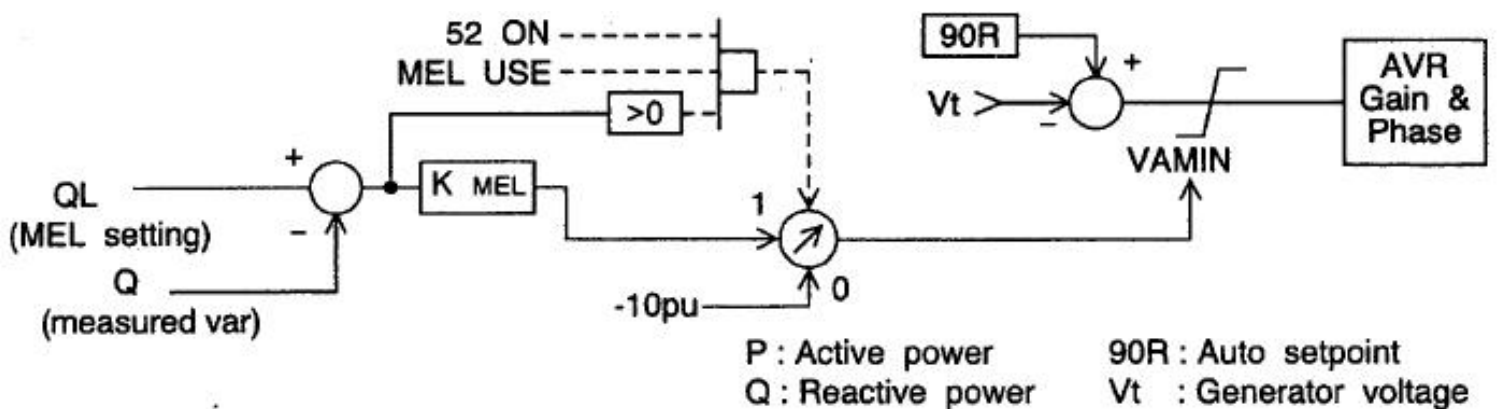 52 ON
MEL USE
>0
90R
+
Vt
−
AVR
Gain &
Phase
VAMIN
+
QL
(MEL setting)
−
K MEL
Q
(measured var)
1
0
-10pu
P : Active power
90R : Auto setpoint
Q : Reactive power
Vt : Generator voltage